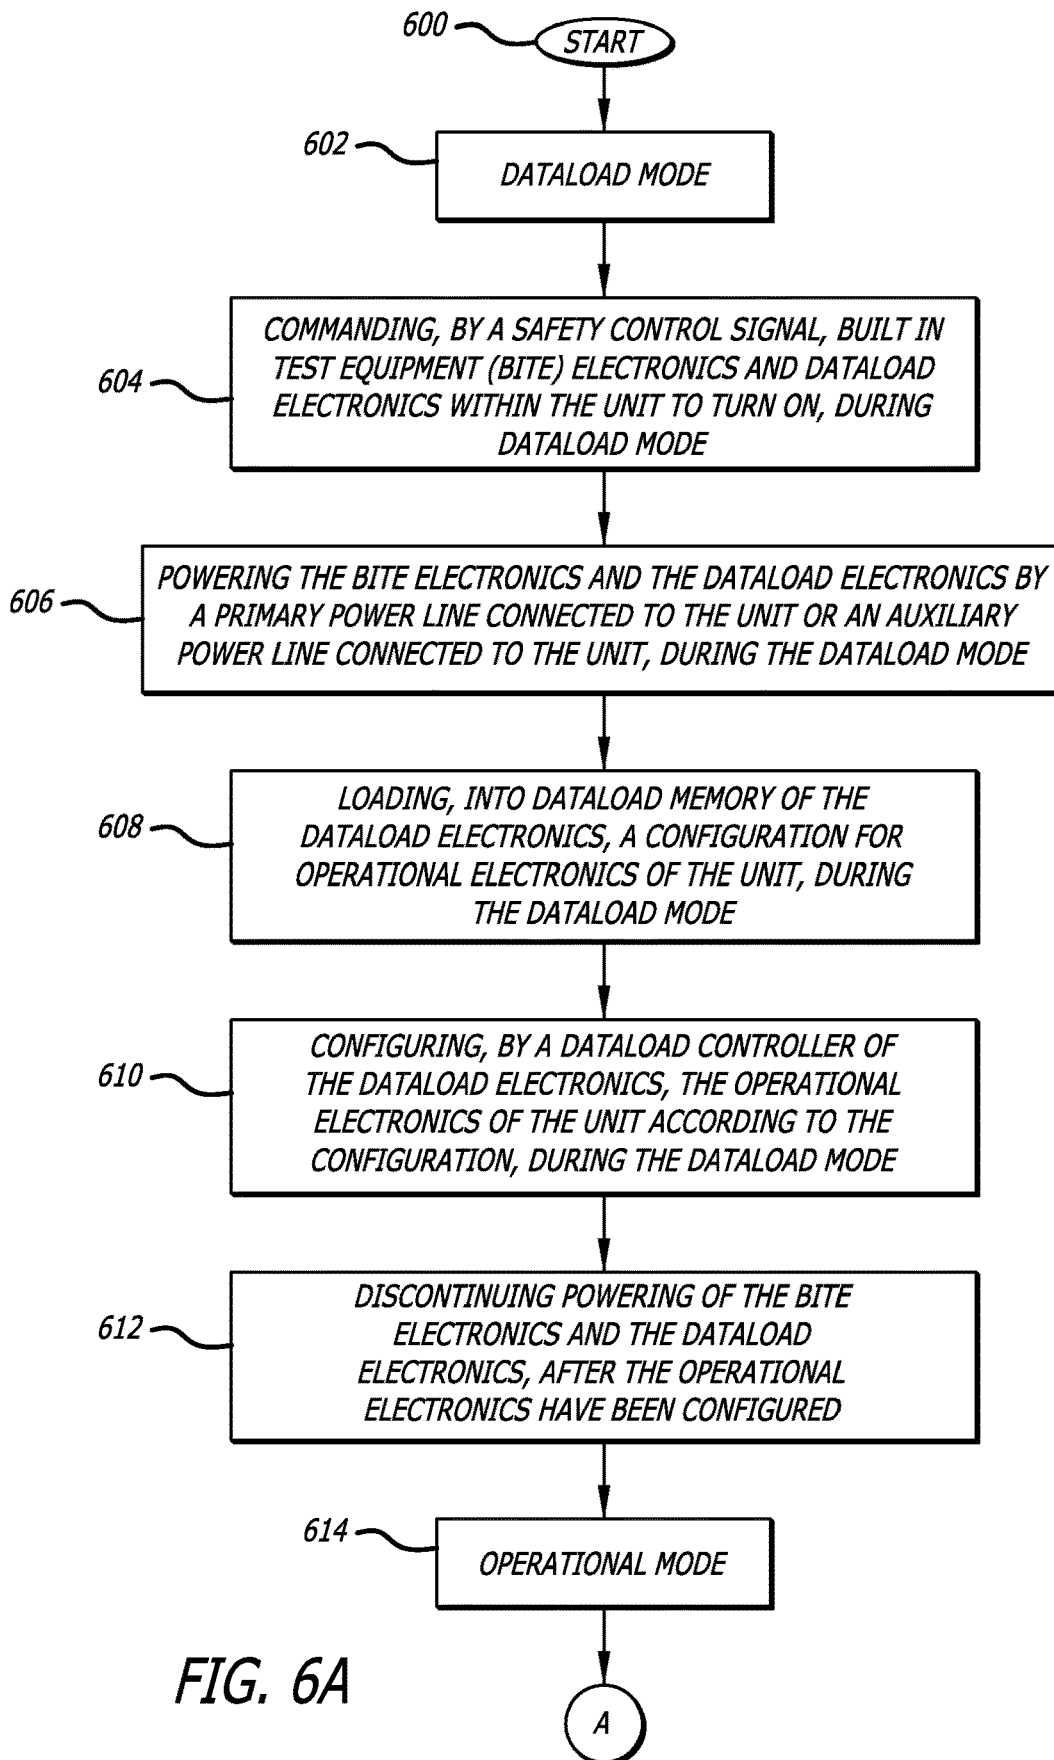 600
START
602
DATALOAD MODE
604
COMMANDING, BY A SAFETY CONTROL SIGNAL, BUILT IN
TEST EQUIPMENT (BITE) ELECTRONICS AND DATALOAD
ELECTRONICS WITHIN THE UNIT TO TURN ON, DURING
DATALOAD MODE
606
POWERING THE BITE ELECTRONICS AND THE DATALOAD ELECTRONICS BY
A PRIMARY POWER LINE CONNECTED TO THE UNIT OR AN AUXILIARY
POWER LINE CONNECTED TO THE UNIT, DURING THE DATALOAD MODE
608
LOADING, INTO DATALOAD MEMORY OF THE
DATALOAD ELECTRONICS, A CONFIGURATION FOR
OPERATIONAL ELECTRONICS OF THE UNIT, DURING
THE DATALOAD MODE
610
CONFIGURING, BY A DATALOAD CONTROLLER OF
THE DATALOAD ELECTRONICS, THE OPERATIONAL
ELECTRONICS OF THE UNIT ACCORDING TO THE
CONFIGURATION, DURING THE DATALOAD MODE
612
DISCONTINUING POWERING OF THE BITE
ELECTRONICS AND THE DATALOAD
ELECTRONICS, AFTER THE OPERATIONAL
ELECTRONICS HAVE BEEN CONFIGURED
614
OPERATIONAL MODE
FIG. 6A
A